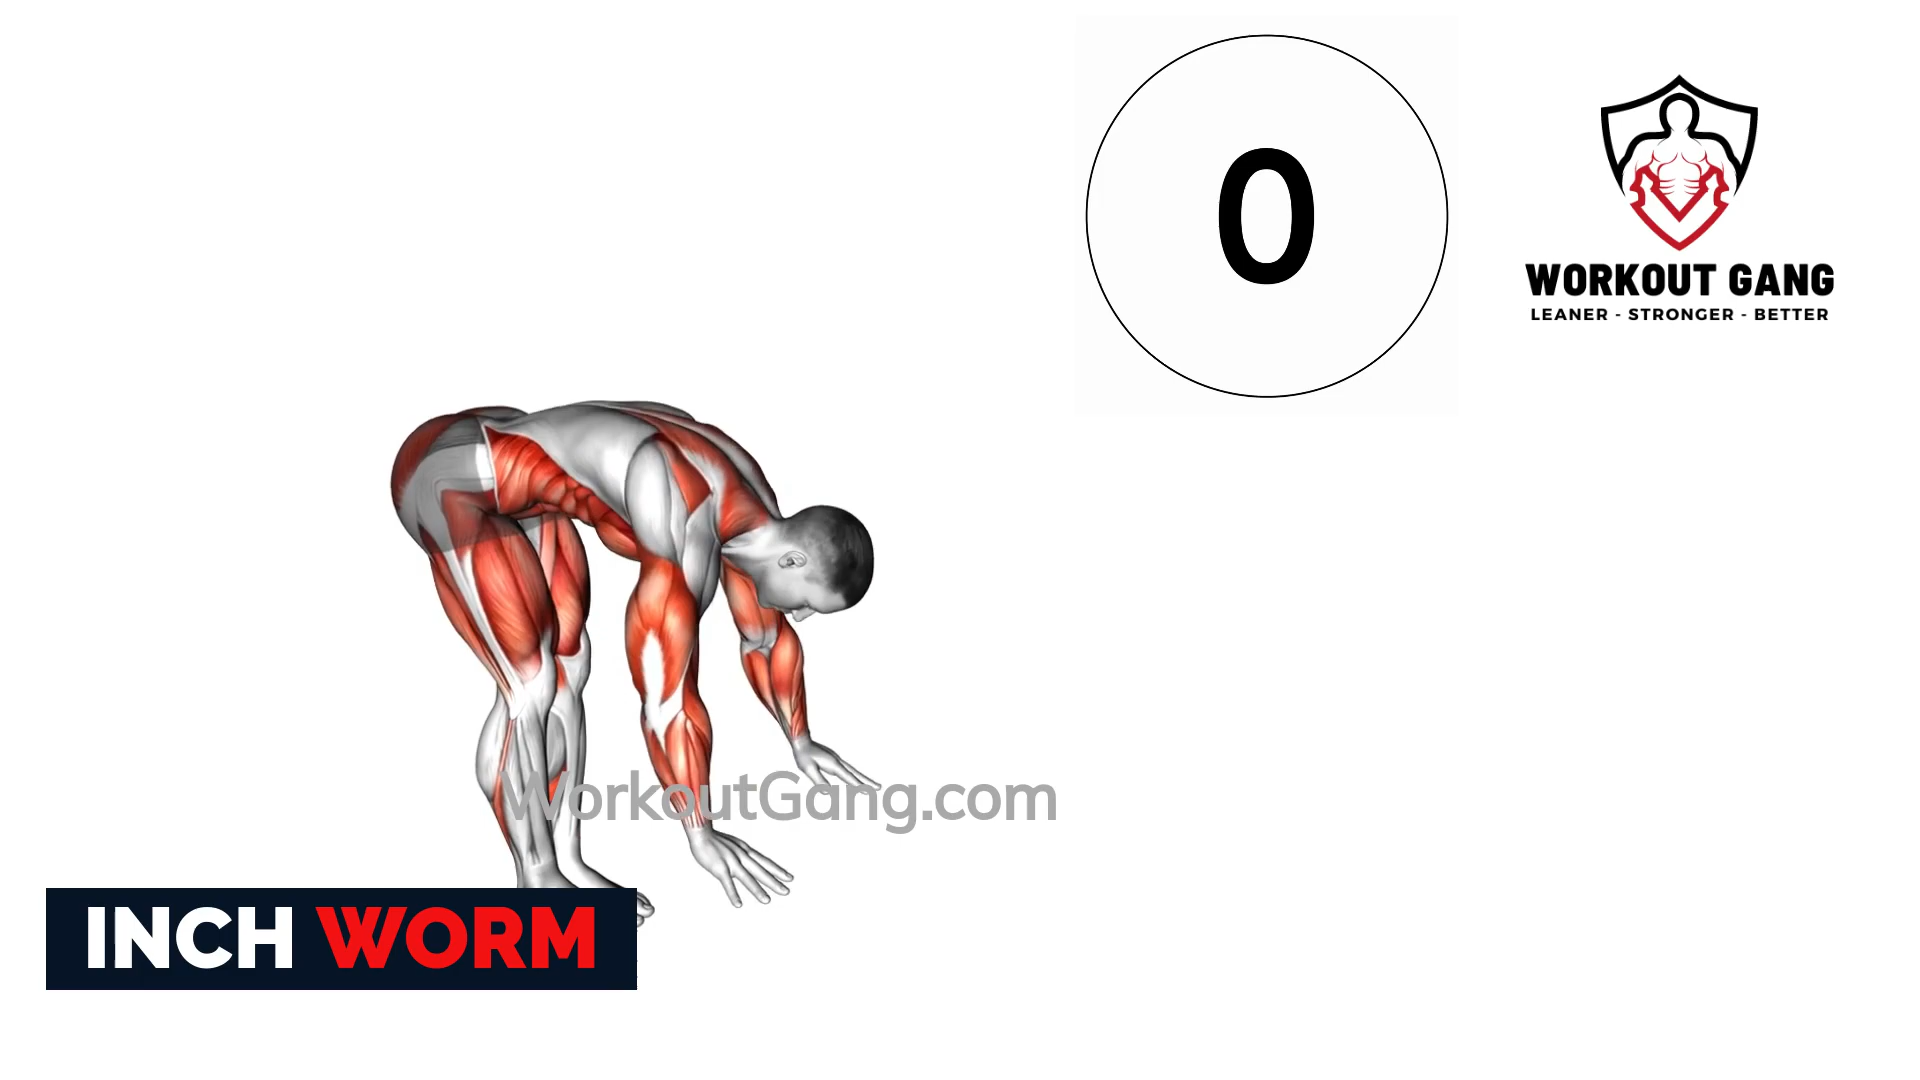 0
WORKOUT GANG
LEANER - STRONGER - BETTER
WorkoutGang.com
INCH WORM